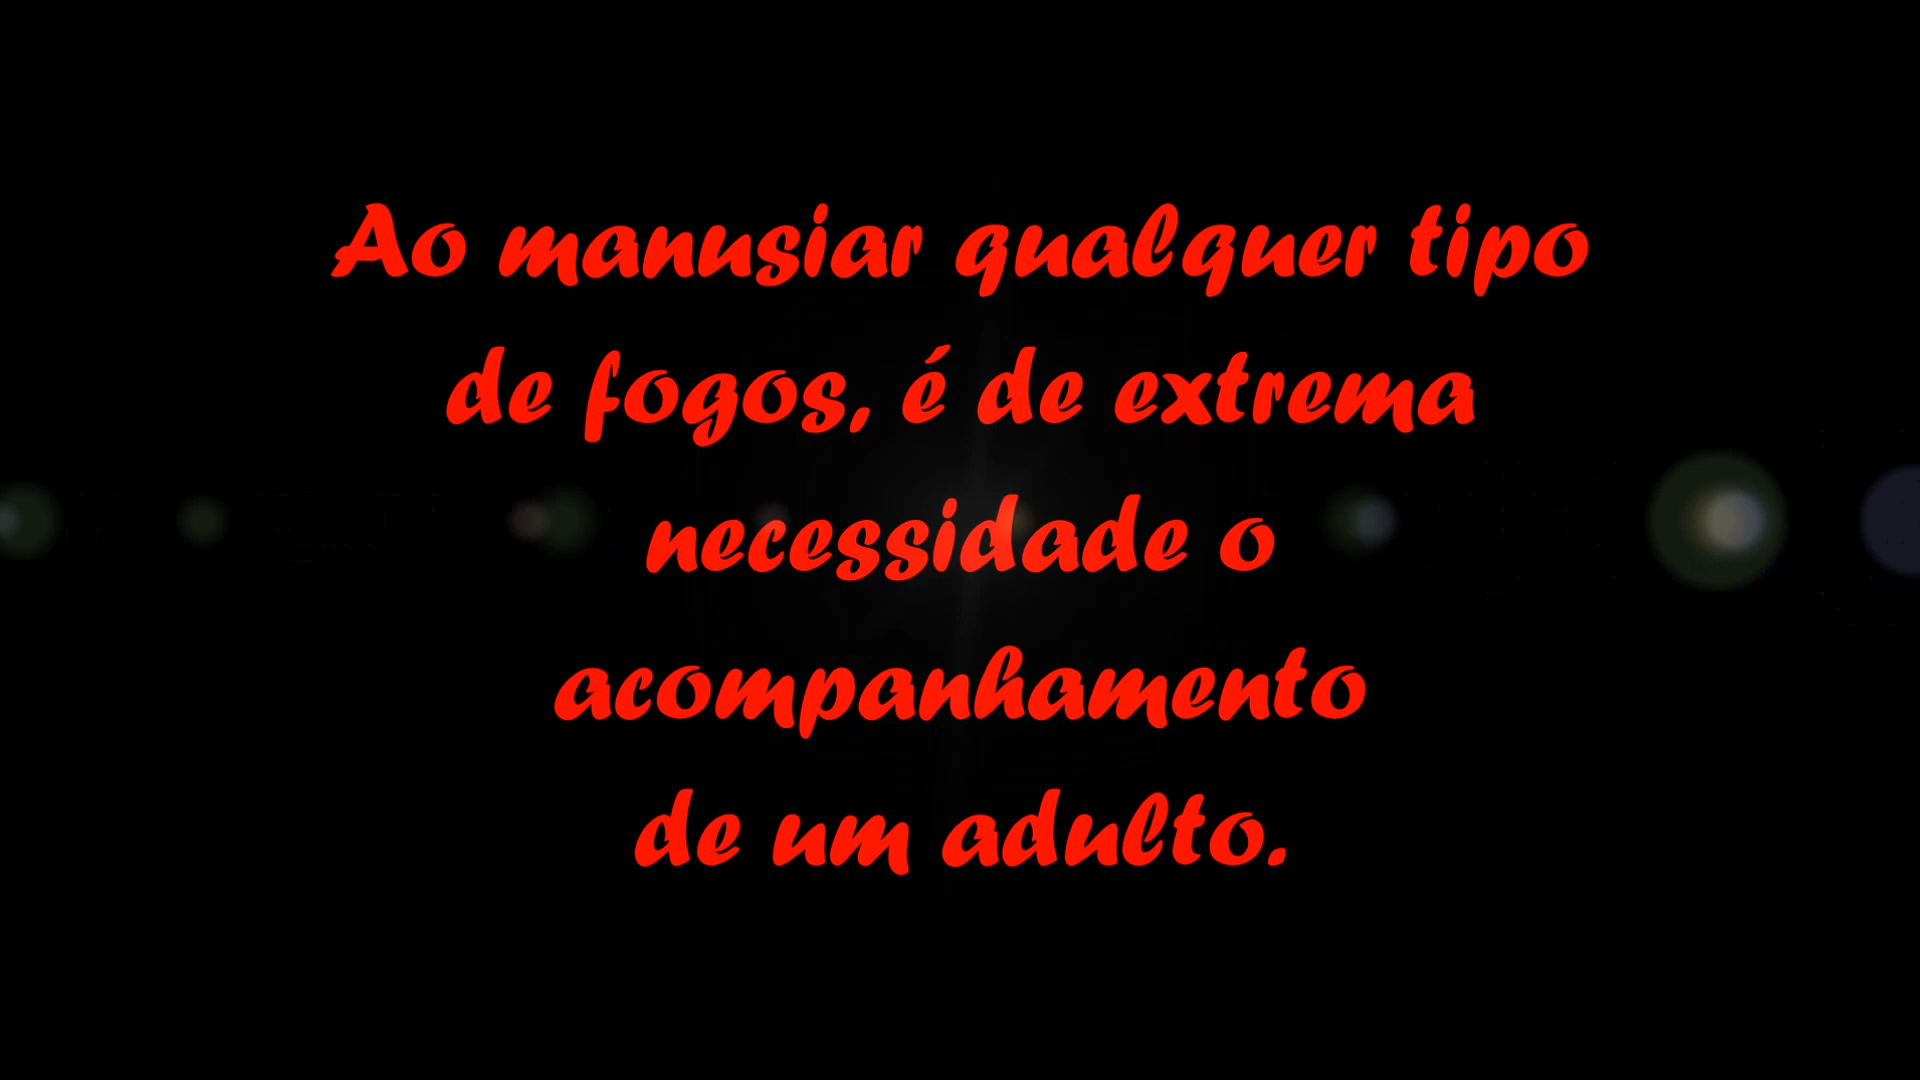 Ao manusiar qualquer tipo
de fogos, é de extrema
necessidade o
acompanhamento
de um adulto.